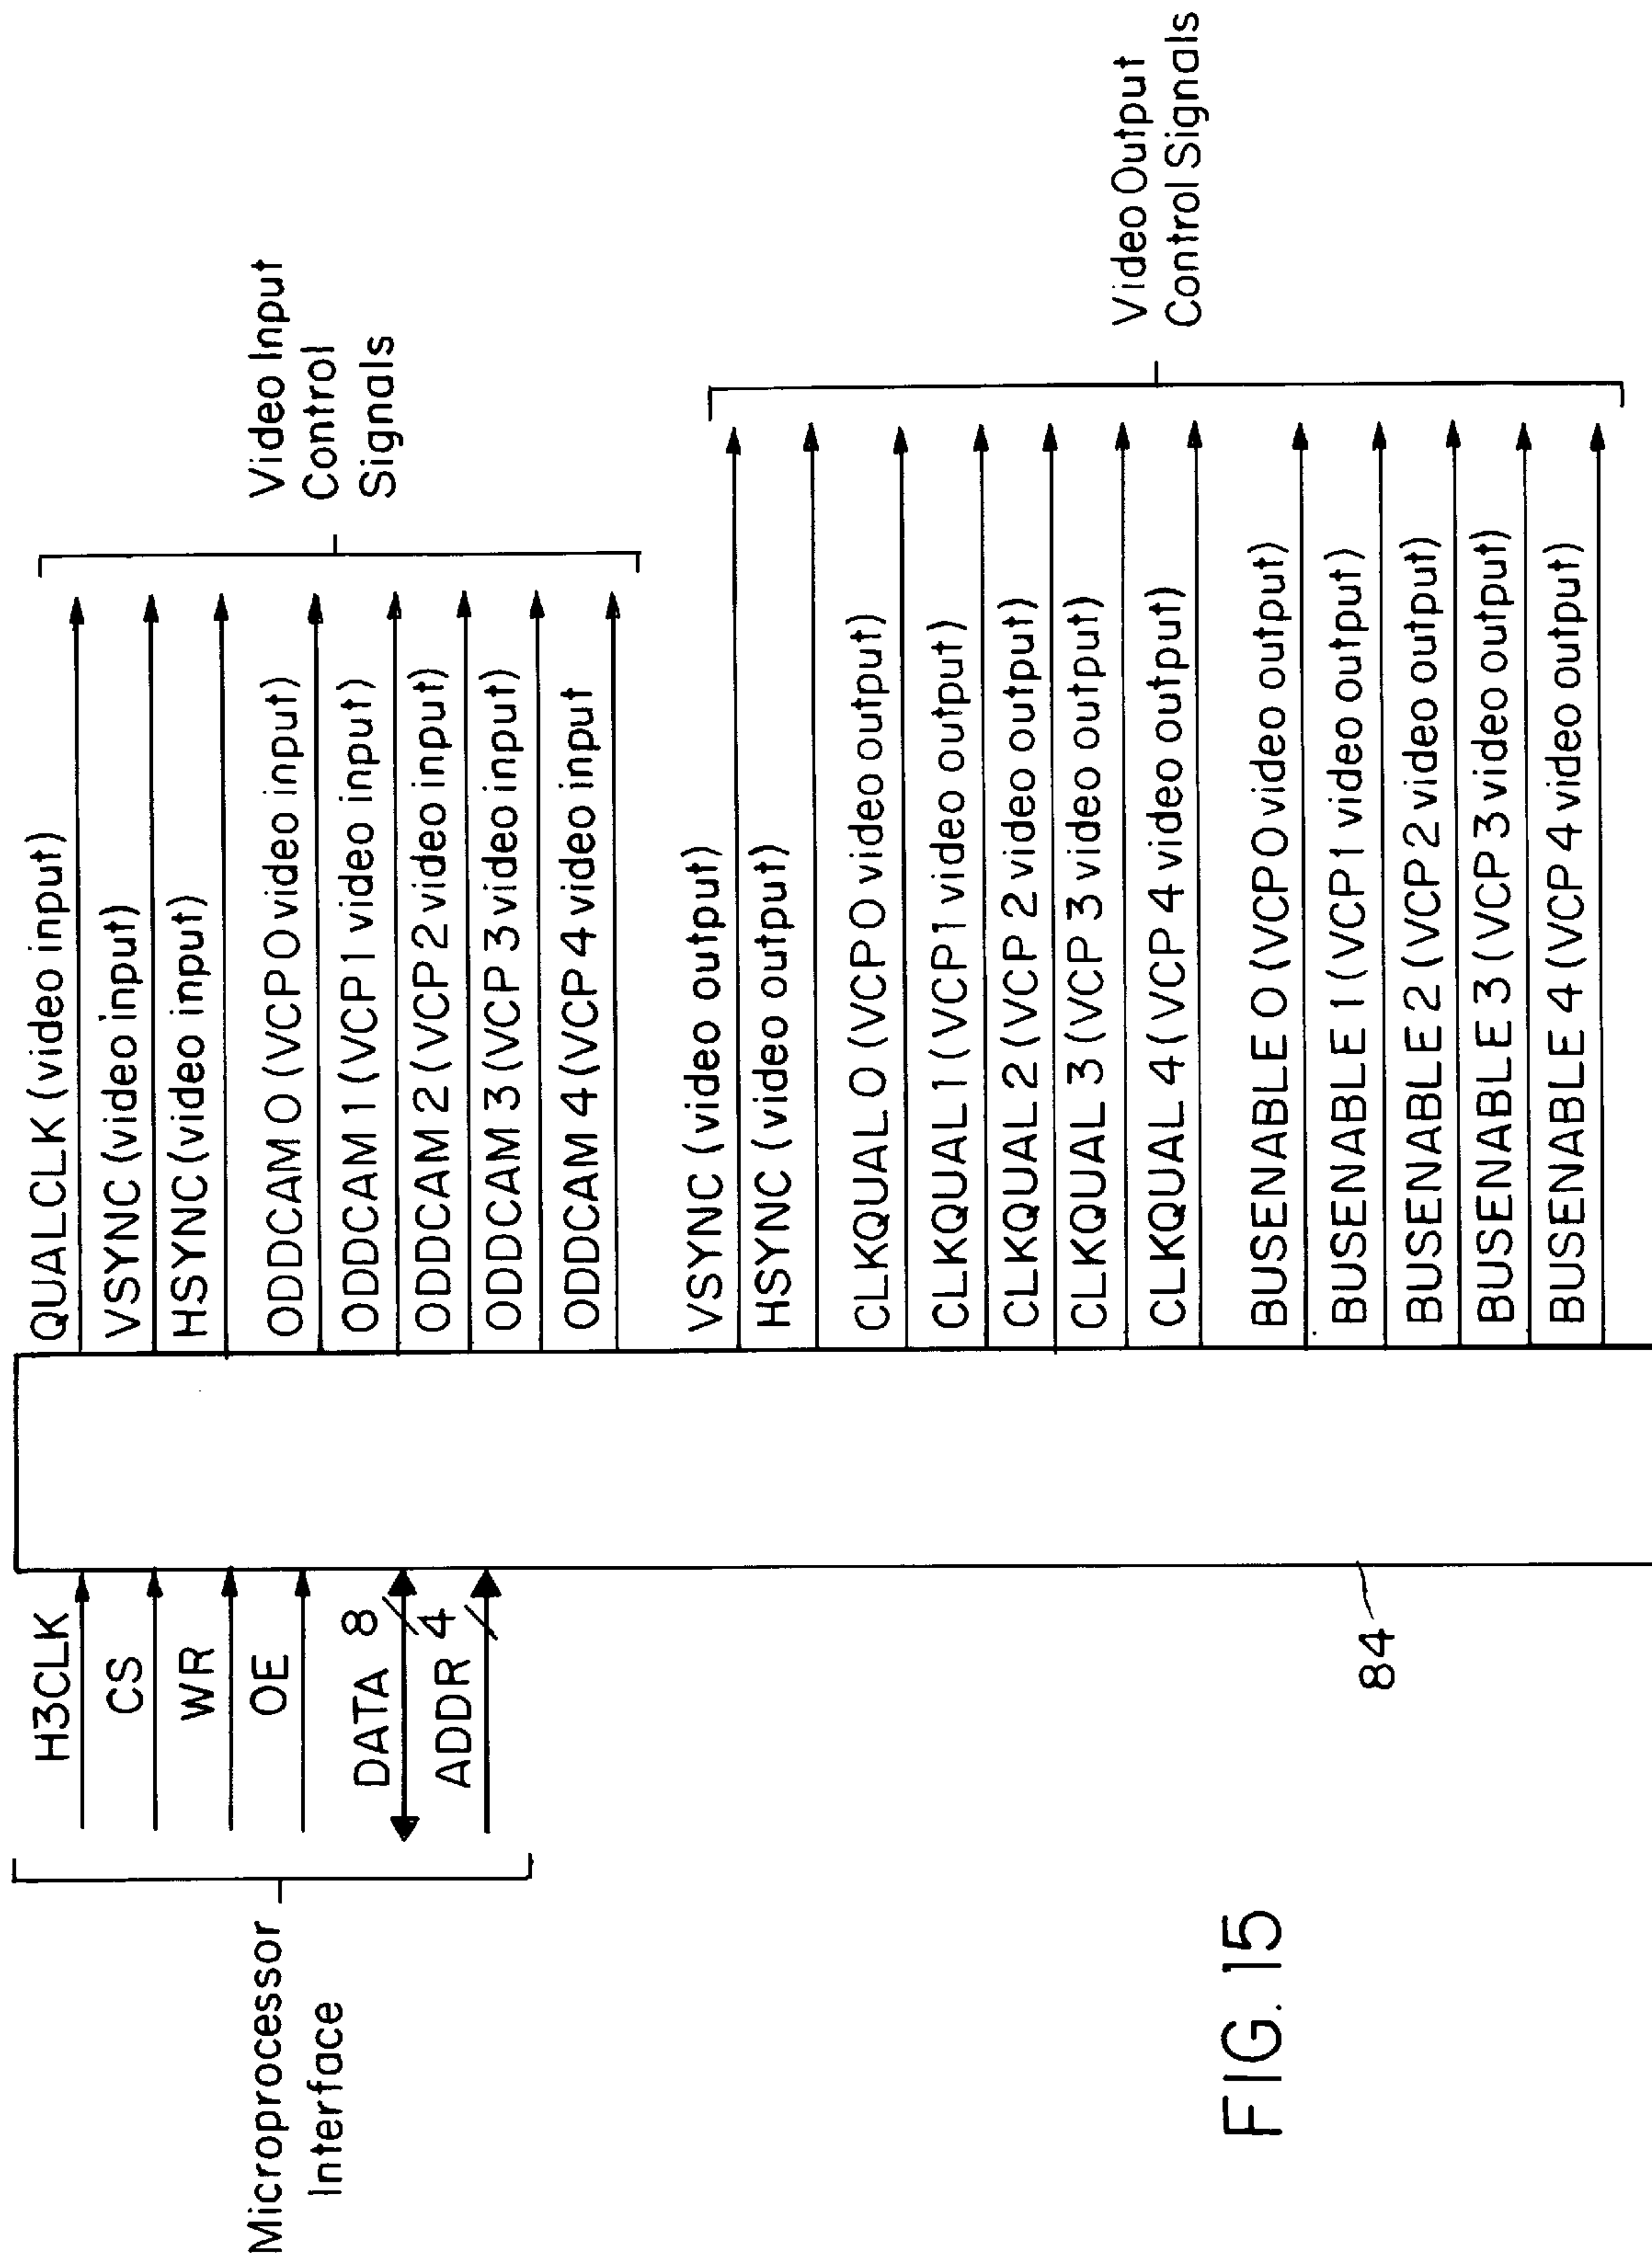 Microprocessor
Interface
H3CLK
CS
WR
OE
DATA 8
ADDR 4
QUALCLK (video input)
VSYNC (video input)
HSYNC (video input)
ODDCAM 0 (VCP 0 video input)
ODDCAM 1 (VCP 1 video input)
ODDCAM 2 (VCP 2 video input)
ODDCAM 3 (VCP 3 video input)
ODDCAM 4 (VCP 4 video input
Video Input
Control
Signals
VSYNC (video output)
HSYNC (video output)
CLKQUAL 0 (VCP 0 video output)
CLKQUAL 1 (VCP 1 video output)
CLKQUAL 2 (VCP 2 video output)
CLKQUAL 3 (VCP 3 video output)
CLKQUAL 4 (VCP 4 video output)
BUSENABLE 0 (VCP 0 video output)
BUSENABLE 1 (VCP 1 video output)
BUSENABLE 2 (VCP 2 video output)
BUSENABLE 3 (VCP 3 video output)
BUSENABLE 4 (VCP 4 video output)
Video Output
Control Signals
84
FIG. 15